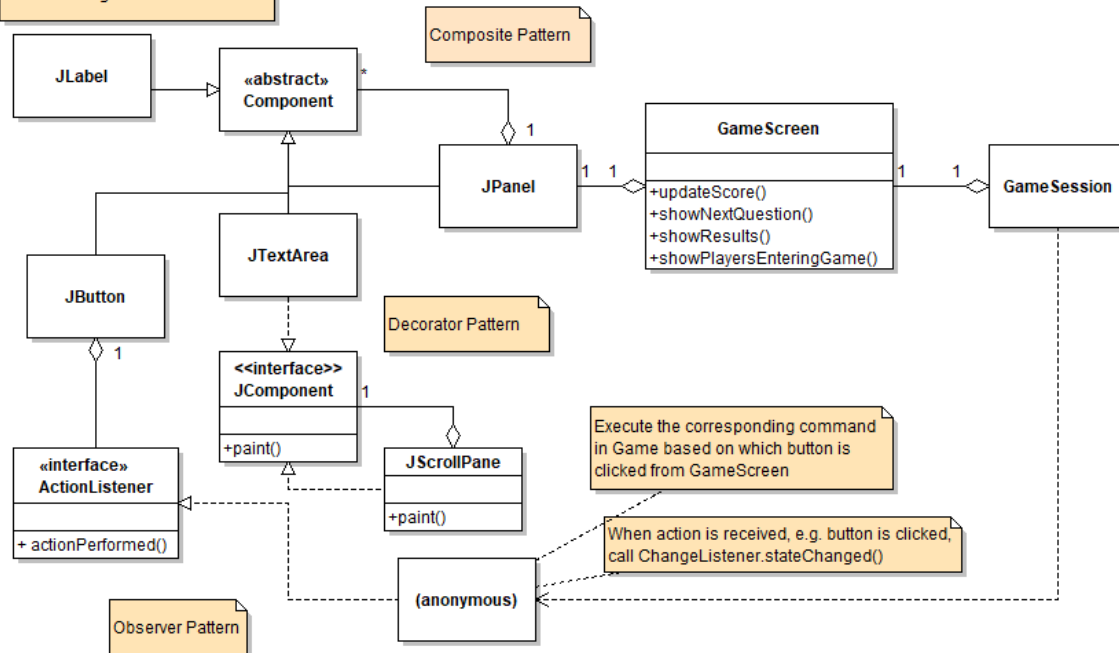 Composite Pattern
JLabel
«abstract»
Component
*
1
GameScreen
+updateScore()
+showNextQuestion()
+showResults()
+showPlayersEnteringGame()
JPanel
1
1
1
1
GameSession
JTextArea
JButton
1
Decorator Pattern
<<interface>>
JComponent
+paint()
1
JScrollPane
+paint()
«interface»
ActionListener
+ actionPerformed()
Execute the corresponding command
in Game based on which button is
clicked from GameScreen
When action is received, e.g. button is clicked,
call ChangeListener.stateChanged()
(anonymous)
Observer Pattern